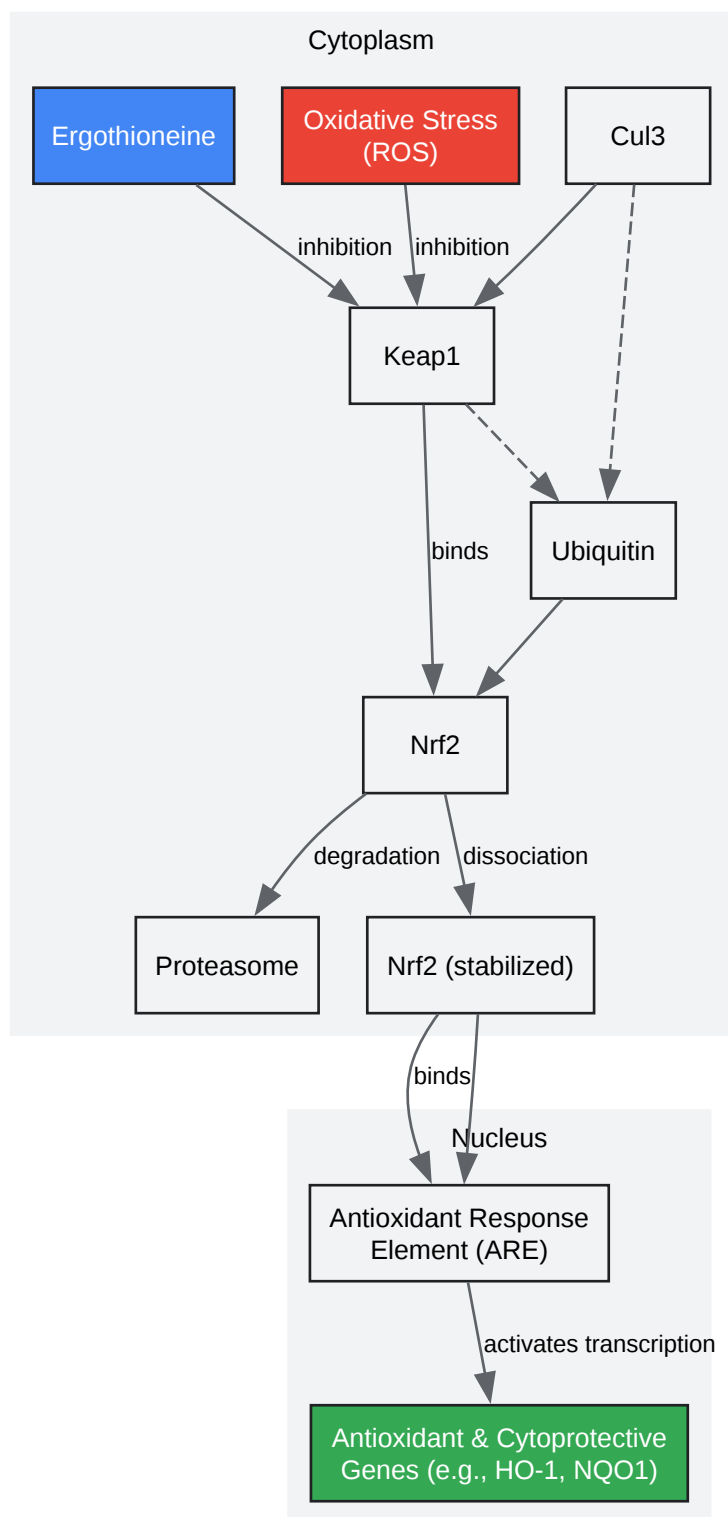 Cytoplasm
Ergothioneine
Oxidative Stress
(ROS)
Cul3
inhibition
inhibition
Keap1
binds
Ubiquitin
Nrf2
degradation
dissociation
Proteasome
Nrf2 (stabilized)
binds
Nucleus
Antioxidant Response
Element (ARE)
activates transcription
Antioxidant & Cytoprotective
Genes (e.g., HO-1, NQO1)